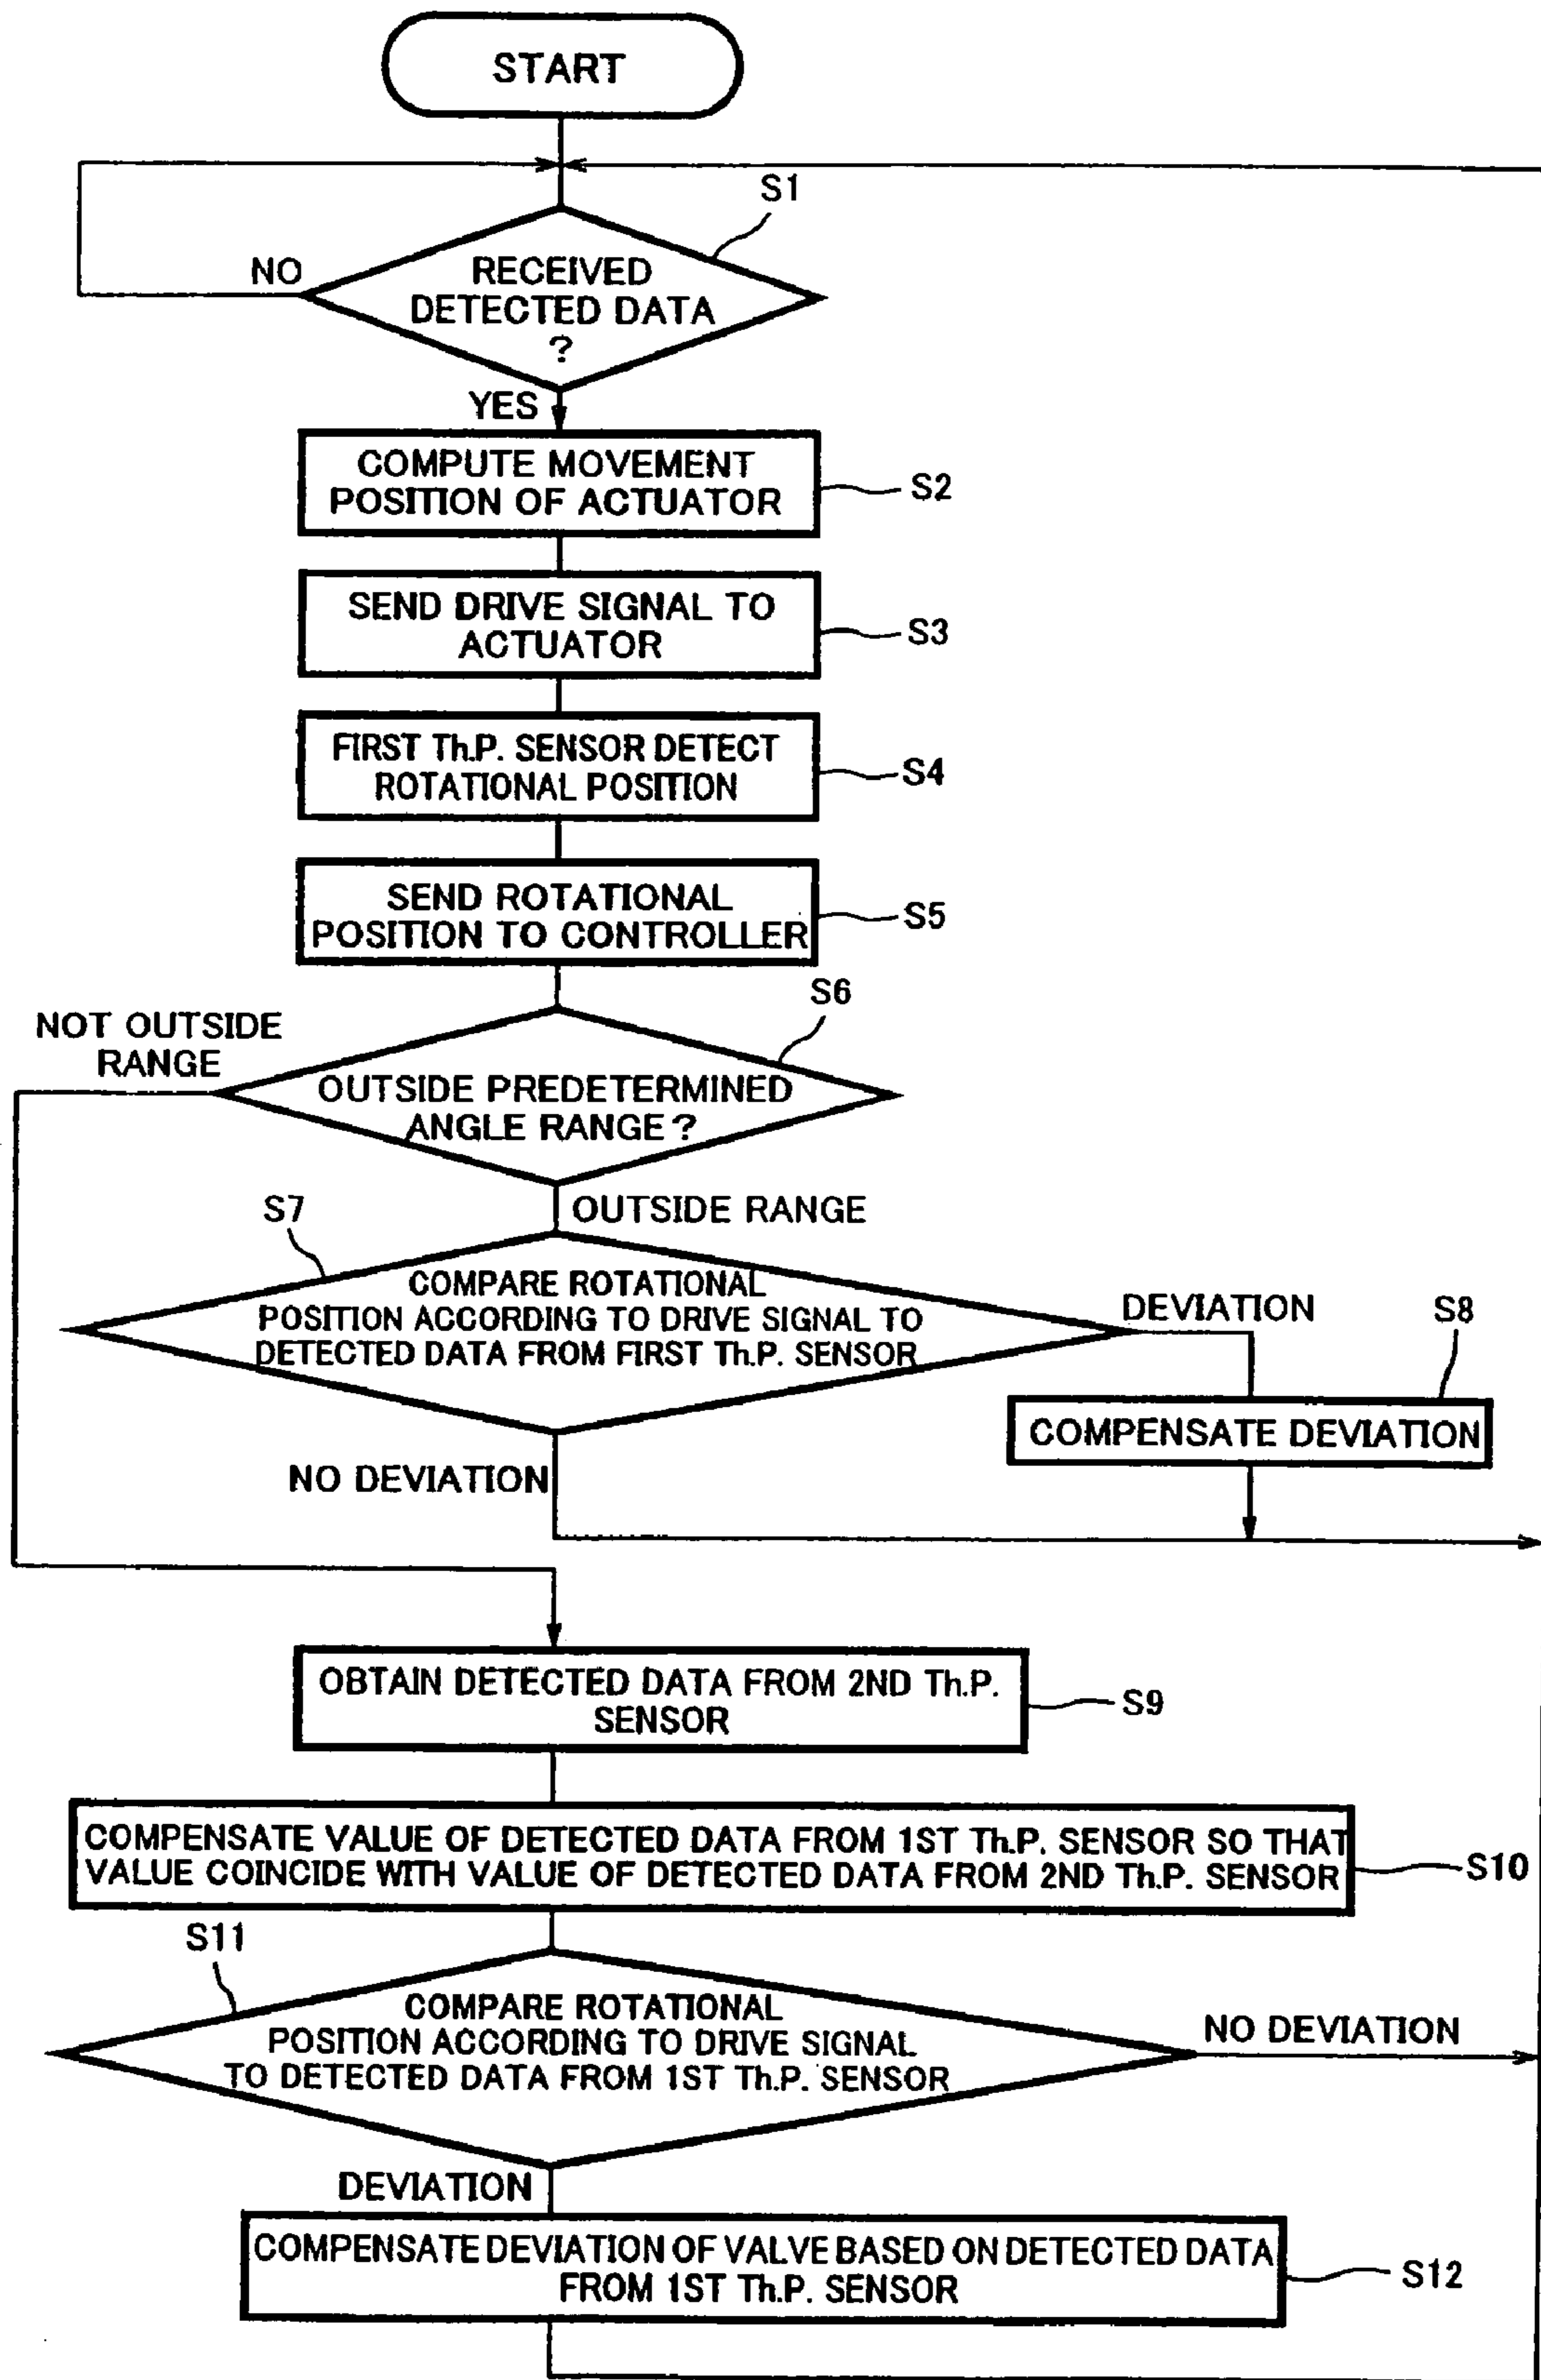 START
S1
NO
RECEIVED
DETECTED DATA
?
YES
COMPUTE MOVEMENT
POSITION OF ACTUATOR
S2
SEND DRIVE SIGNAL TO
ACTUATOR
S3
FIRST Th.P. SENSOR DETECT
ROTATIONAL POSITION
S4
SEND ROTATIONAL
POSITION TO CONTROLLER
S5
S6
NOT OUTSIDE
RANGE
OUTSIDE PREDETERMINED
ANGLE RANGE?
S7
OUTSIDE RANGE
COMPARE ROTATIONAL
POSITION ACCORDING TO DRIVE SIGNAL TO
DETECTED DATA FROM FIRST Th.P. SENSOR
DEVIATION
S8
COMPENSATE DEVIATION
NO DEVIATION
OBTAIN DETECTED DATA FROM 2ND Th.P.
SENSOR
S9
COMPENSATE VALUE OF DETECTED DATA FROM 1ST Th.P. SENSOR SO THAT
VALUE COINCIDE WITH VALUE OF DETECTED DATA FROM 2ND Th.P. SENSOR
S10
S11
COMPARE ROTATIONAL
POSITION ACCORDING TO DRIVE SIGNAL
TO DETECTED DATA FROM 1ST Th.P. SENSOR
NO DEVIATION
DEVIATION
COMPENSATE DEVIATION OF VALVE BASED ON DETECTED DATA
FROM 1ST Th.P. SENSOR
S12